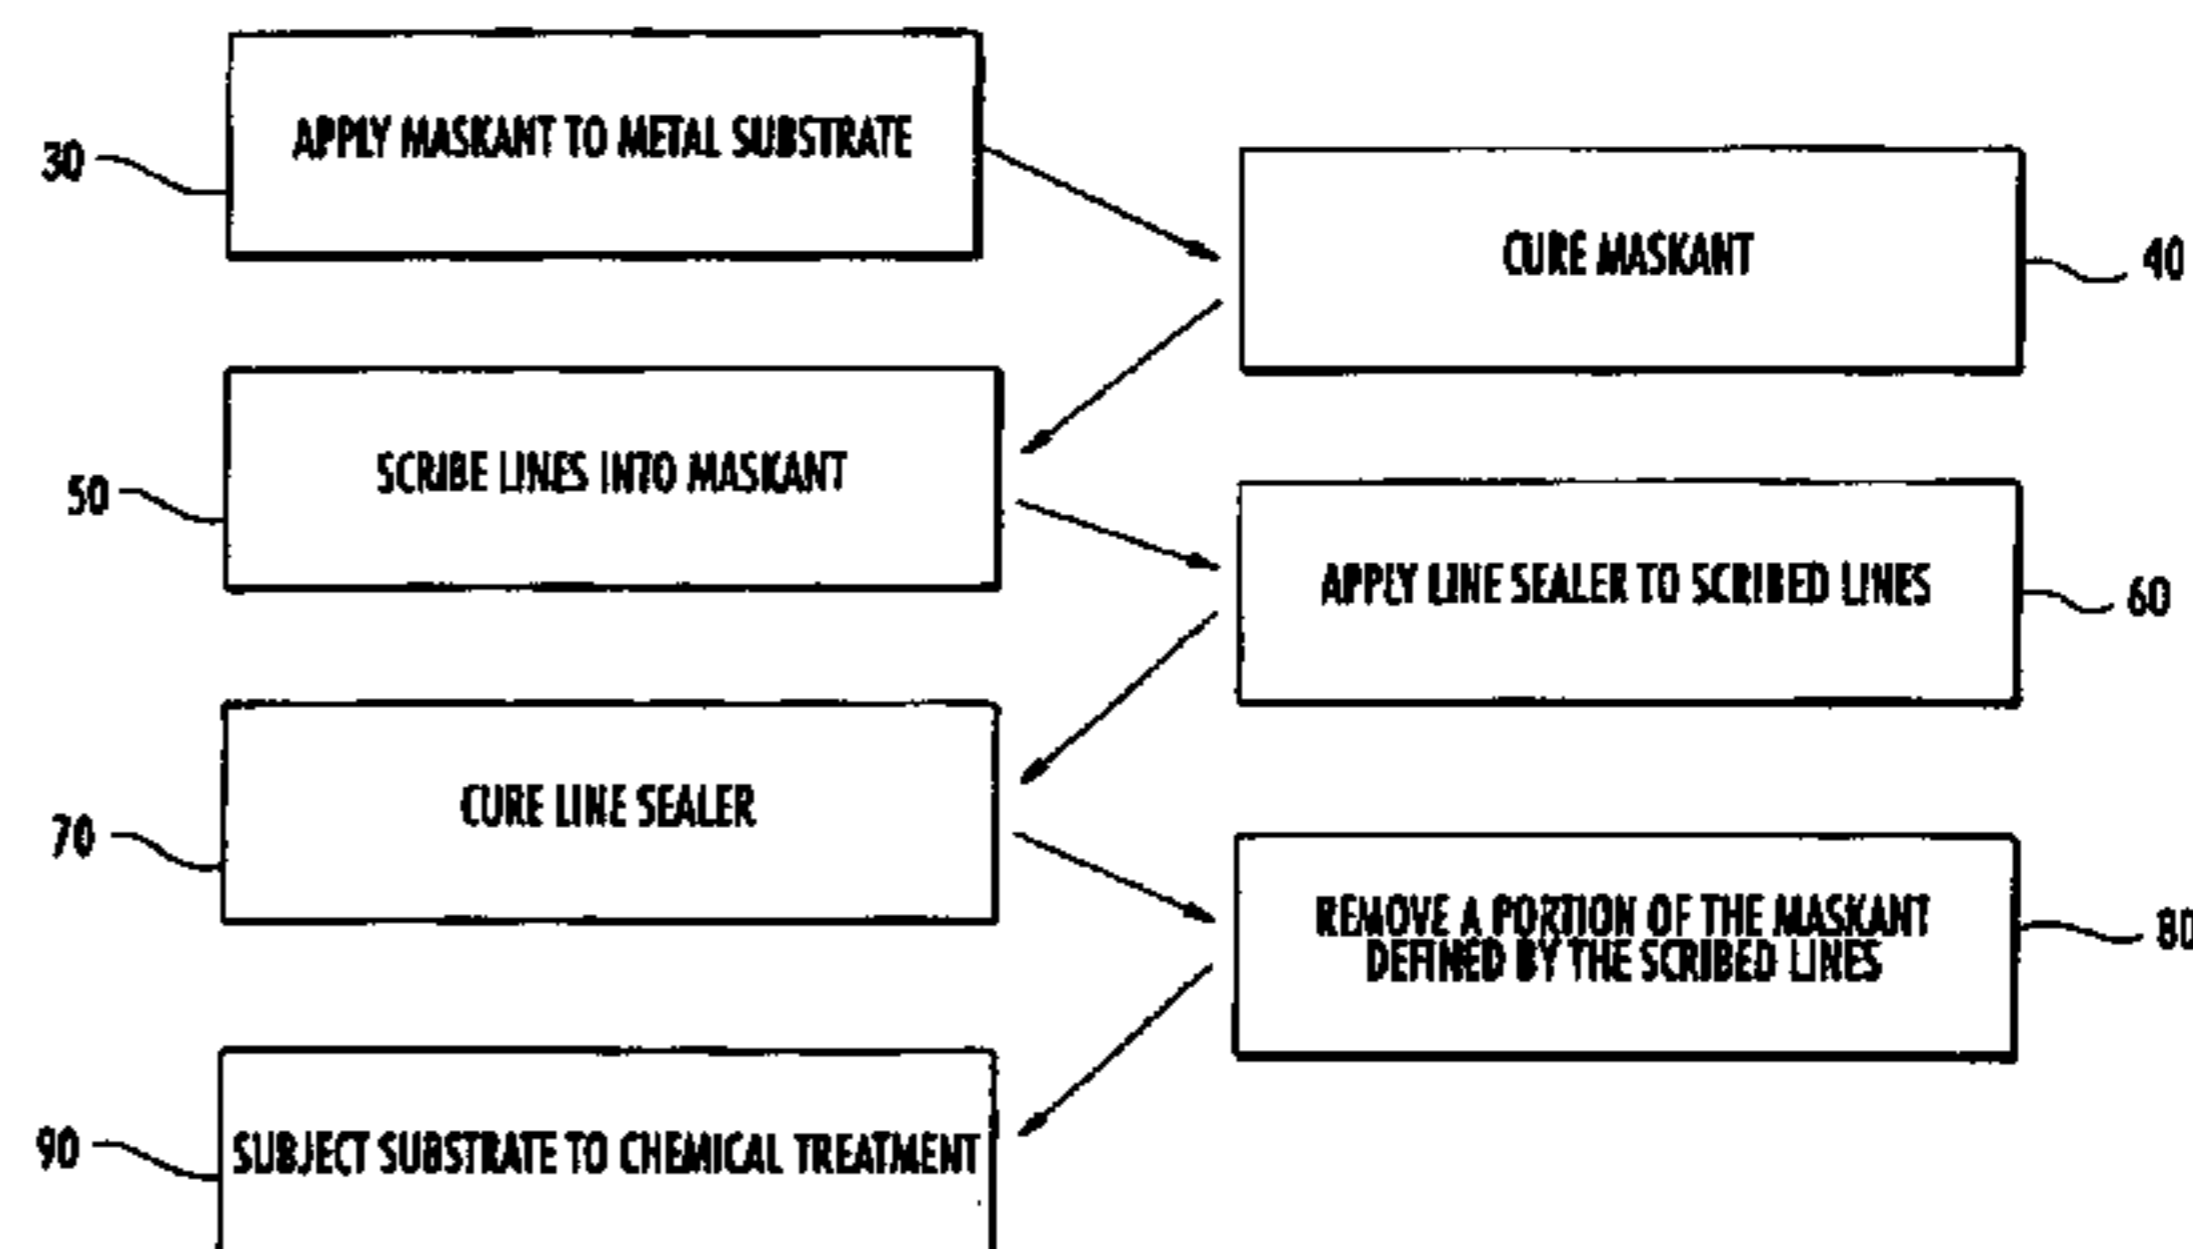 30
APPLY MASKANT TO METAL SUBSTRATE
CURE MASKANT
40
50
SCRIBE LINES INTO MASKANT
APPLY LINE SEALER TO SCRIBED LINES
60
70
CURE LINE SEALER
REMOVE A PORTION OF THE MASKANT
DEFINED BY THE SCRIBED LINES
80
90
SUBJECT SUBSTRATE TO CHEMICAL TREATMENT